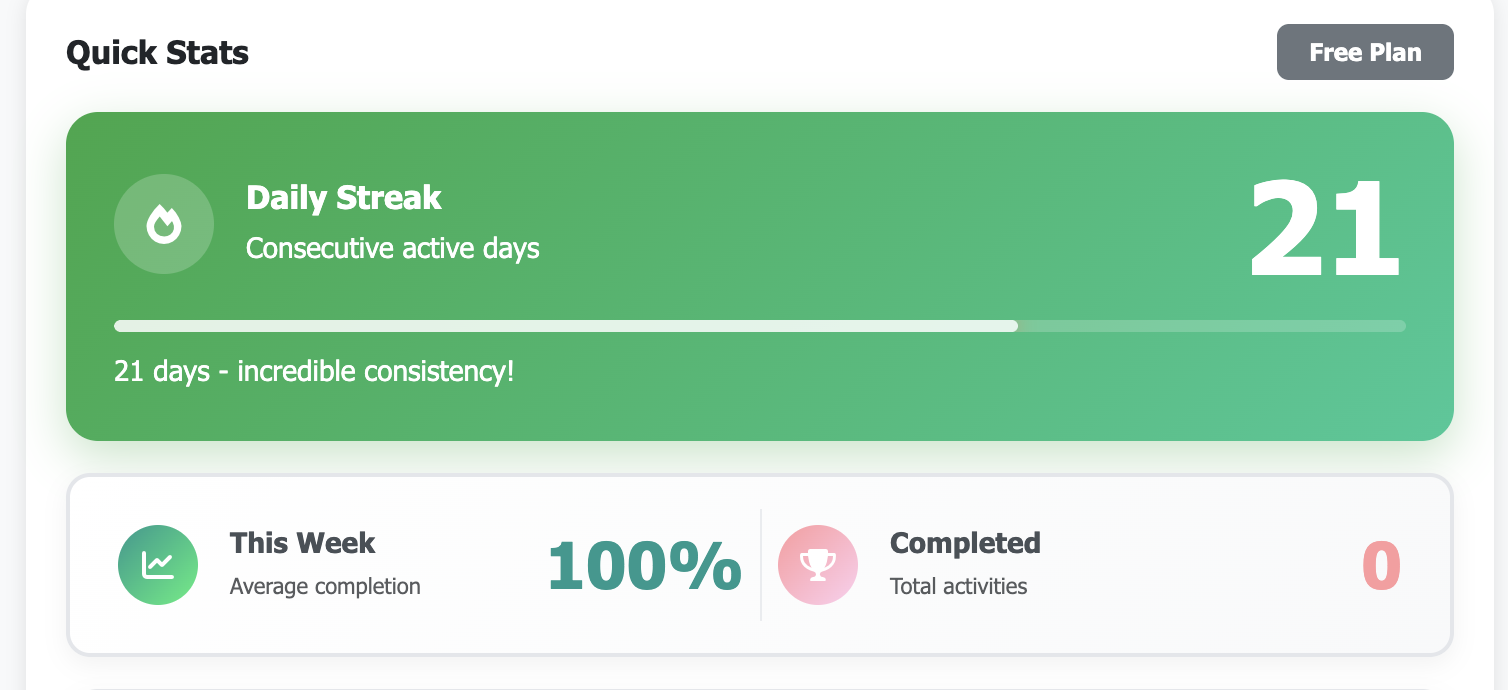 Quick Stats
Free Plan
Daily Streak
Consecutive active days
21
21 days - incredible consistency!
This Week
Average completion
100%
Completed
Total activities
0